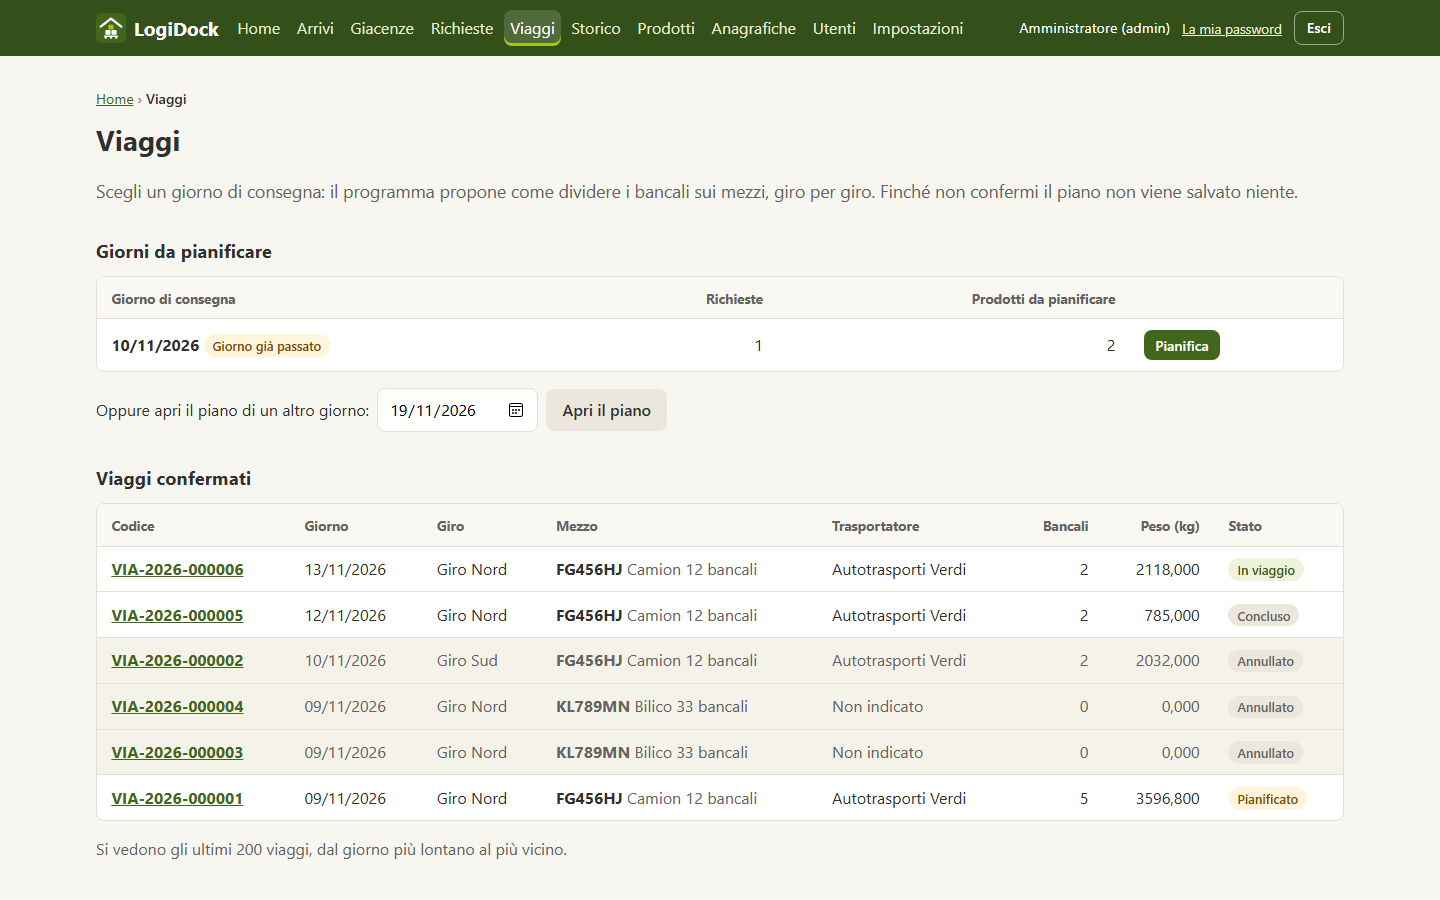 LogiDock Home Arrivi Giacenze Richieste Viaggi Storico Prodotti Anagrafiche Utenti Impostazioni Amministratore (admin) La mia password Esci
Home › Viaggi
Viaggi
Scegli un giorno di consegna: il programma propone come dividere i bancali sui mezzi, giro per giro. Finché non confermi il piano non viene salvato niente.
Giorni da pianificare
Giorno di consegna Richieste Prodotti da pianificare
10/11/2026 Giorno già passato 1 2 Pianifica
Oppure apri il piano di un altro giorno: 19/11/2026 Apri il piano
Viaggi confermati
Codice Giorno Giro Mezzo Trasportatore Bancali Peso (kg) Stato
VIA-2026-000006 13/11/2026 Giro Nord FG456HJ Camion 12 bancali Autotrasporti Verdi 2 2118,000 In viaggio
VIA-2026-000005 12/11/2026 Giro Nord FG456HJ Camion 12 bancali Autotrasporti Verdi 2 785,000 Concluso
VIA-2026-000002 10/11/2026 Giro Sud FG456HJ Camion 12 bancali Autotrasporti Verdi 2 2032,000 Annullato
VIA-2026-000004 09/11/2026 Giro Nord KL789MN Bilico 33 bancali Non indicato 0 0,000 Annullato
VIA-2026-000003 09/11/2026 Giro Nord KL789MN Bilico 33 bancali Non indicato 0 0,000 Annullato
VIA-2026-000001 09/11/2026 Giro Nord FG456HJ Camion 12 bancali Autotrasporti Verdi 5 3596,800 Pianificato
Si vedono gli ultimi 200 viaggi, dal giorno più lontano al più vicino.